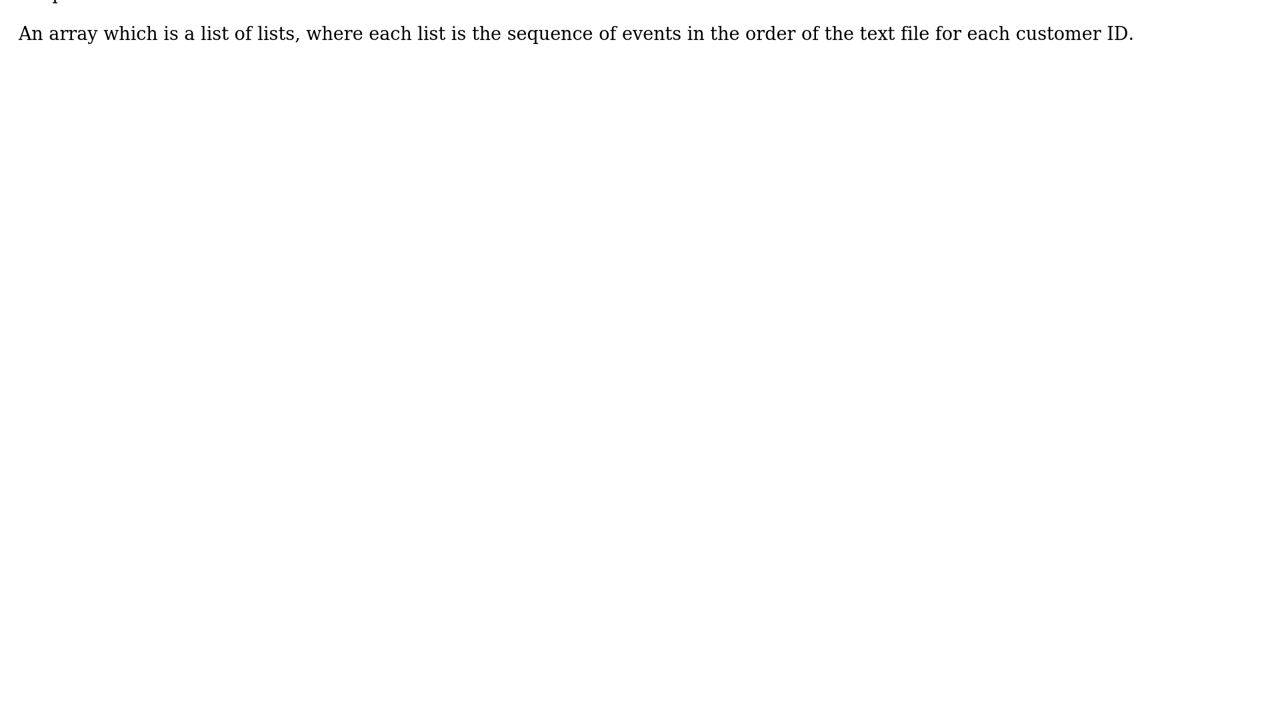 An array which is a list of lists, where each list is the sequence of events in the order of the text file for each customer ID.